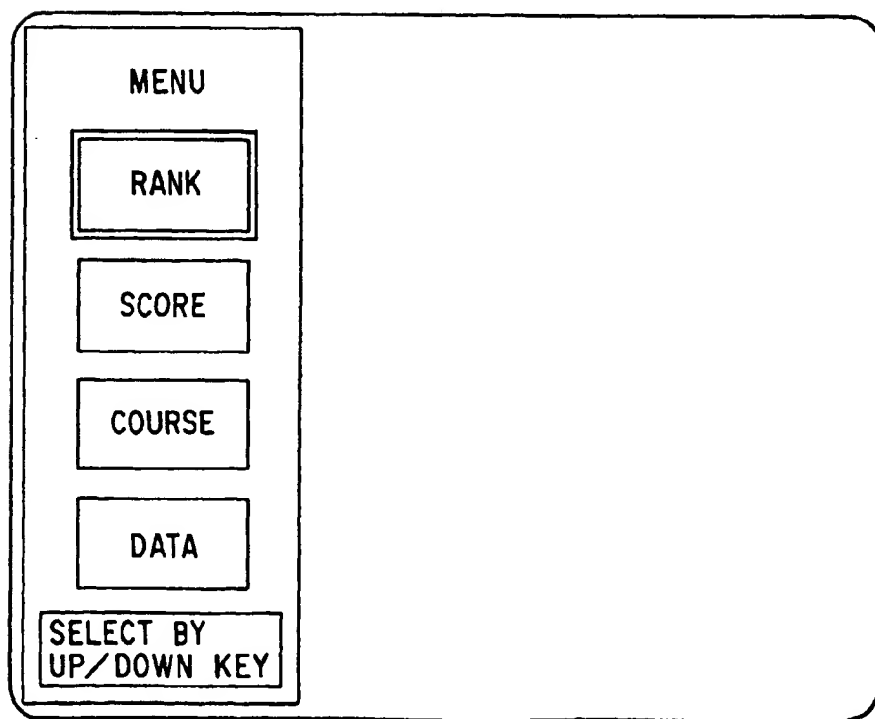 MENU
RANK
SCORE
COURSE
DATA
SELECT BY
UP/DOWN KEY